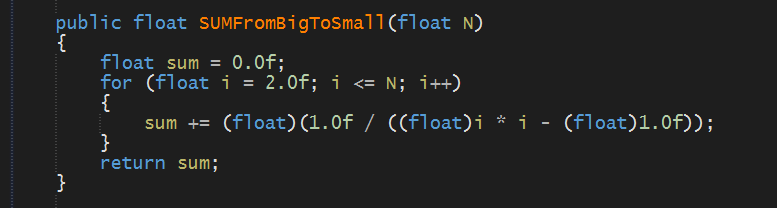 public float SUMFromBigToSmall(float N)
{
float sum = 0.0f;
for (float i = 2.0f; i <= N; i++)
{
sum += (float)(1.0f / ((float)i * i - (float)1.0f));
}
return sum;
}